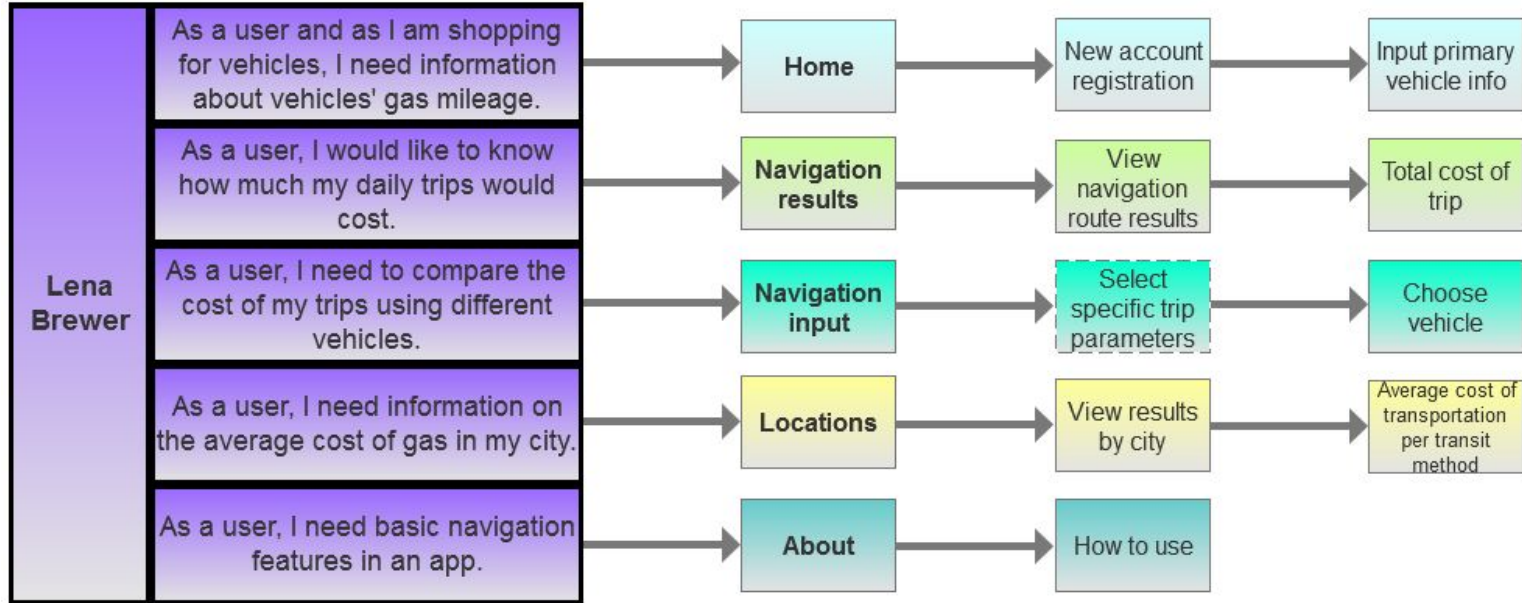 Lena
Brewer
As a user and as I am shopping
for vehicles, I need information
about vehicles' gas mileage.
Home
New account
registration
Input primary
vehicle info
As a user, I would like to know
how much my daily trips would
cost.
Navigation
results
View
navigation
route results
Total cost of
trip
As a user, I need to compare the
cost of my trips using different
vehicles.
Navigation
input
Select
specific trip
parameters
Choose
vehicle
As a user, I need information on
the average cost of gas in my city.
Locations
View results
by city
Average cost of
transportation
per transit
method
As a user, I need basic navigation
features in an app.
About
How to use